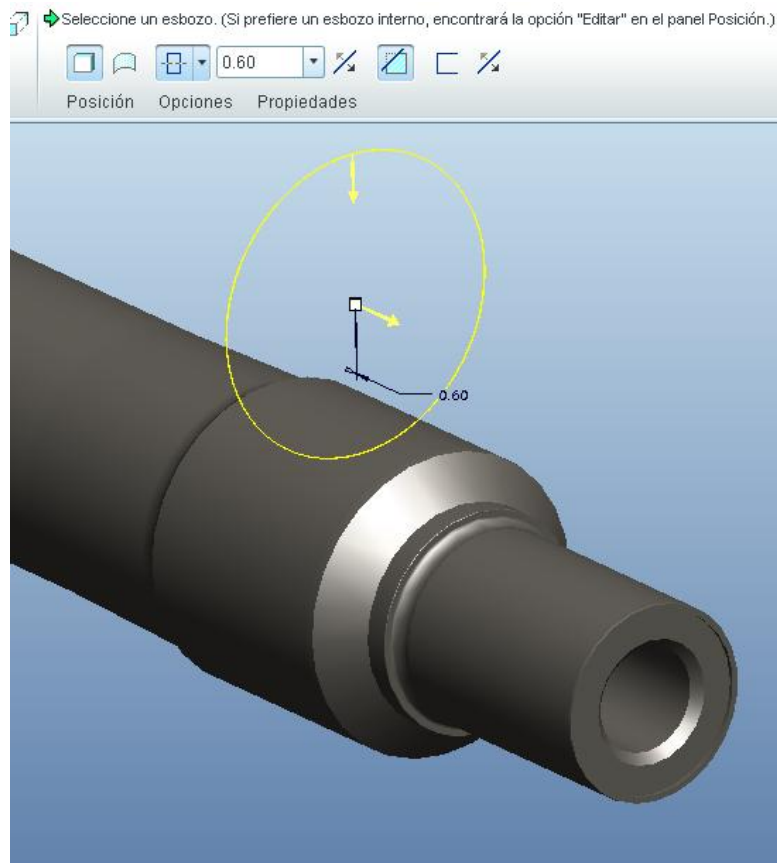 Seleccione un esbozo. (Si prefiere un esbozo interno, encontrará la opción "Editar" en el panel Posición.)
0.60
Posición Opciones Propiedades
0.60